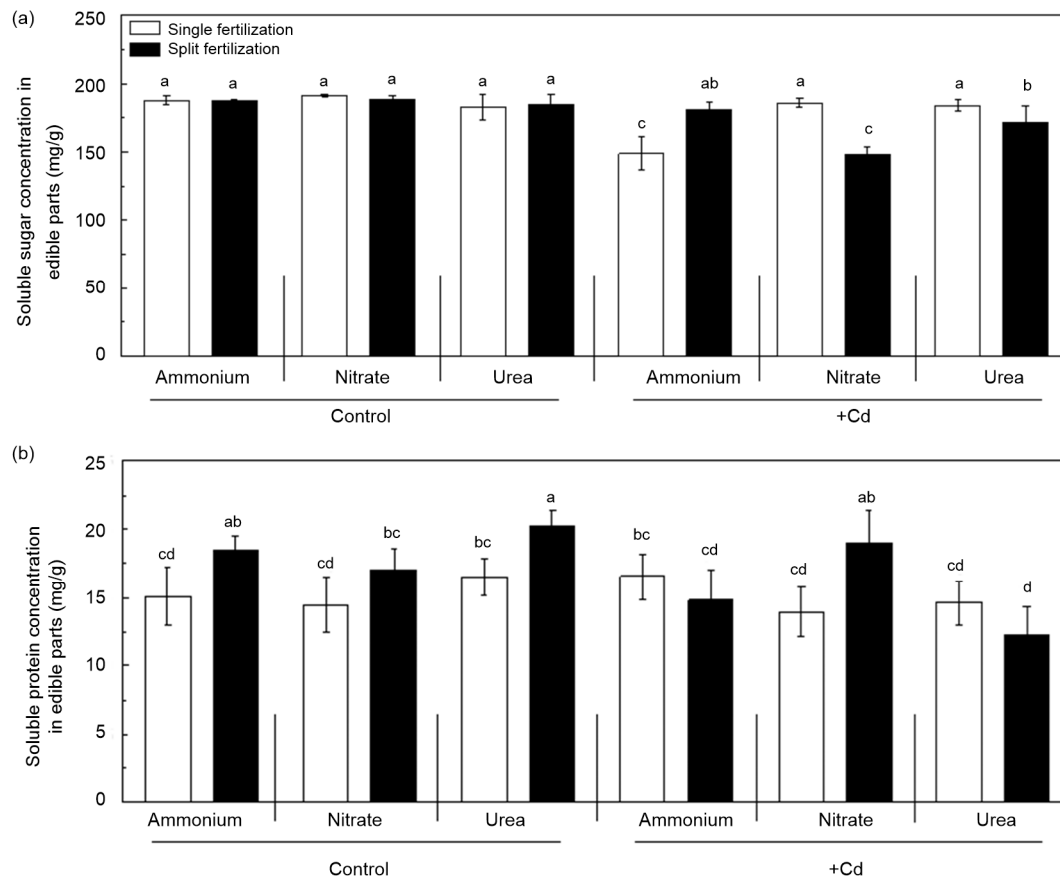 (a)
Soluble sugar concentration in
edible parts (mg/g)
250
200
150
100
50
0
Single fertilization
Split fertilization
a
a
a
a
a
a
c
ab
a
c
a
b
Ammonium
Nitrate
Urea
Ammonium
Nitrate
Urea
Control
+Cd
(b)
Soluble protein concentration
in edible parts (mg/g)
25
20
15
10
5
0
cd
ab
cd
bc
bc
a
bc
cd
cd
ab
cd
d
Ammonium
Nitrate
Urea
Ammonium
Nitrate
Urea
Control
+Cd